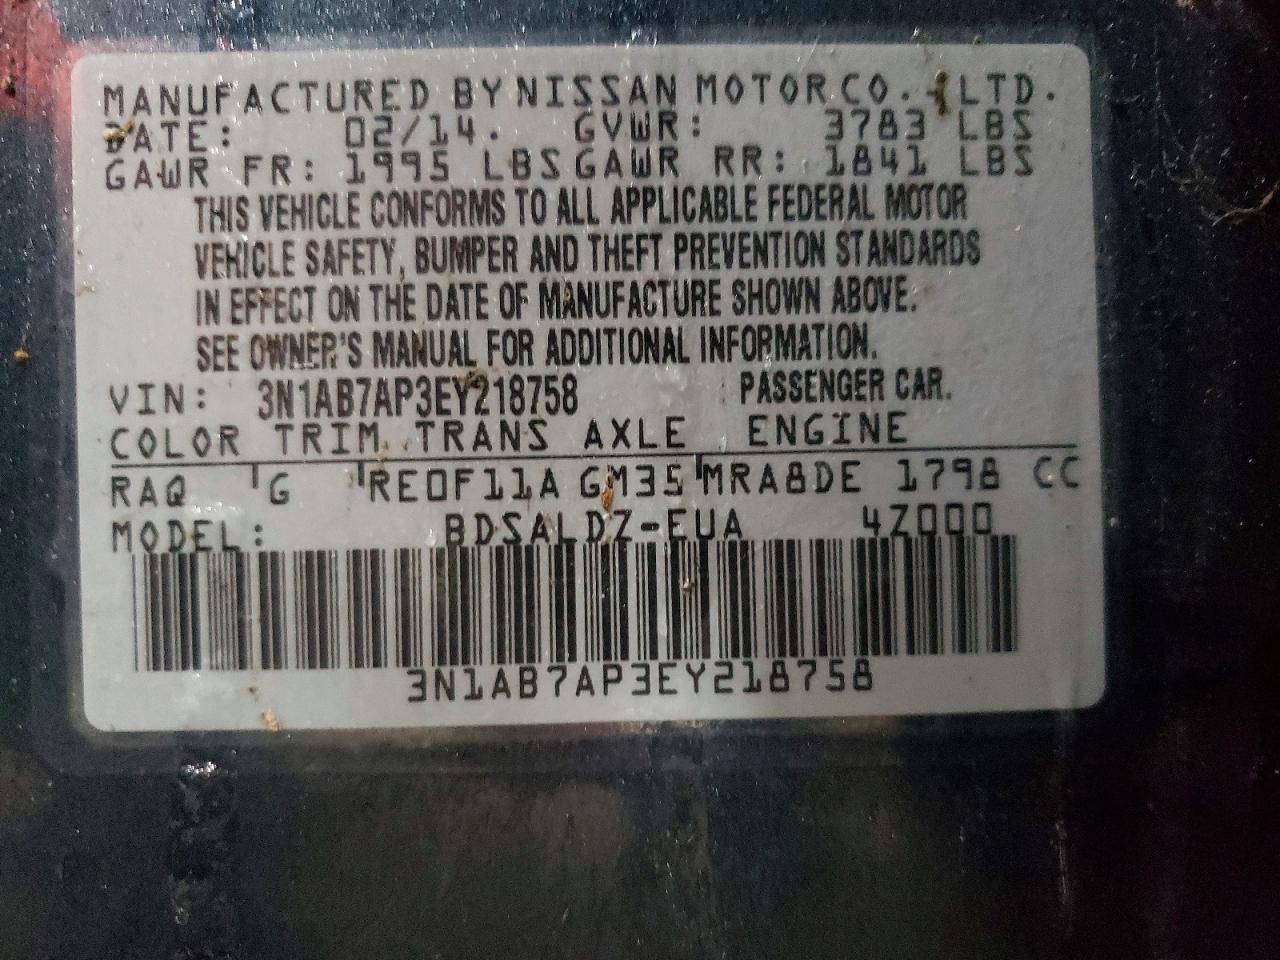 MANUFACTURED BY NISSAN MOTOR CO. LTD.
DATE: 02/14. GVWR: 3783 LBS
GAWR FR: 1995 LBS GAWR RR: 1841 LBS
THIS VEHICLE CONFORMS TO ALL APPLICABLE FEDERAL MOTOR
VEHICLE SAFETY, BUMPER AND THEFT PREVENTION STANDARDS
IN EFFECT ON THE DATE OF MANUFACTURE SHOWN ABOVE.
SEE OWNER'S MANUAL FOR ADDITIONAL INFORMATION.
VIN: 3N1AB7AP3EY218758 PASSENGER CAR.
COLOR TRIM TRANS AXLE ENGINE
RAQ G RE0F11A GM35 MRA8DE 1798 CC
MODEL: BDSALDZ-EUA 4Z000
3N1AB7AP3EY218758